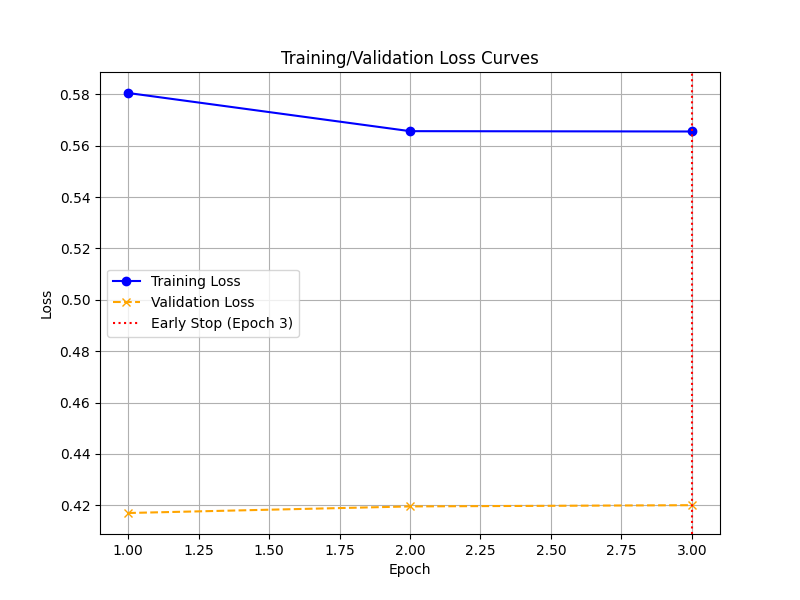 Training/Validation Loss Curves
0.58
0.56
0.54
0.52
0.50
0.48
0.46
0.44
0.42
Loss
Training Loss
Validation Loss
Early Stop (Epoch 3)
1.00 1.25 1.50 1.75 2.00 2.25 2.50 2.75 3.00
Epoch